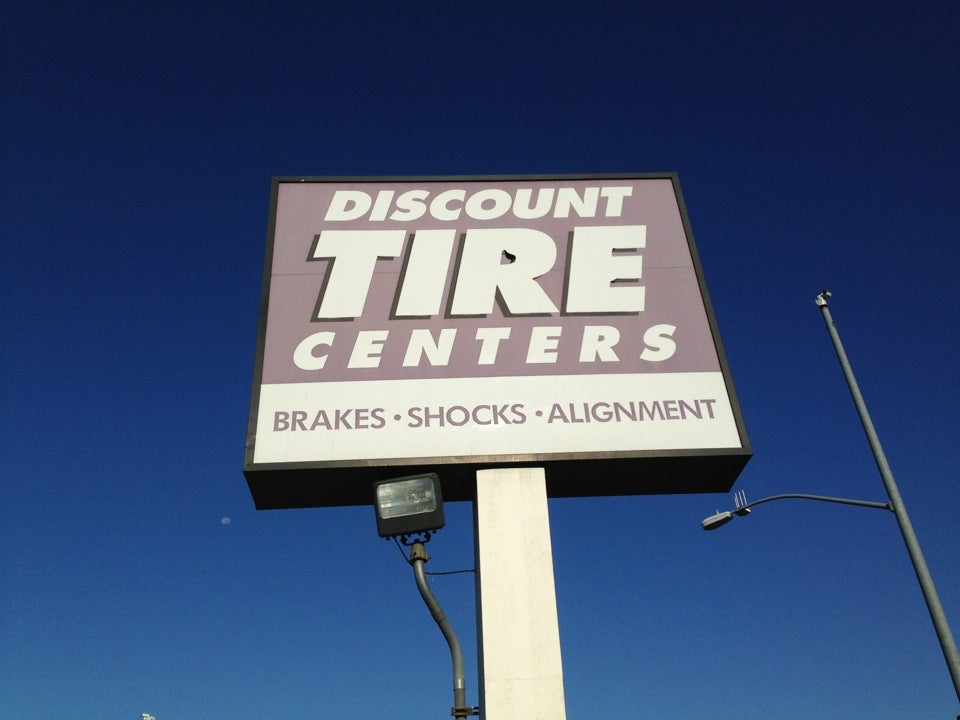 DISCOUNT
TIRE
CENTERS
BRAKES • SHOCKS • ALIGNMENT